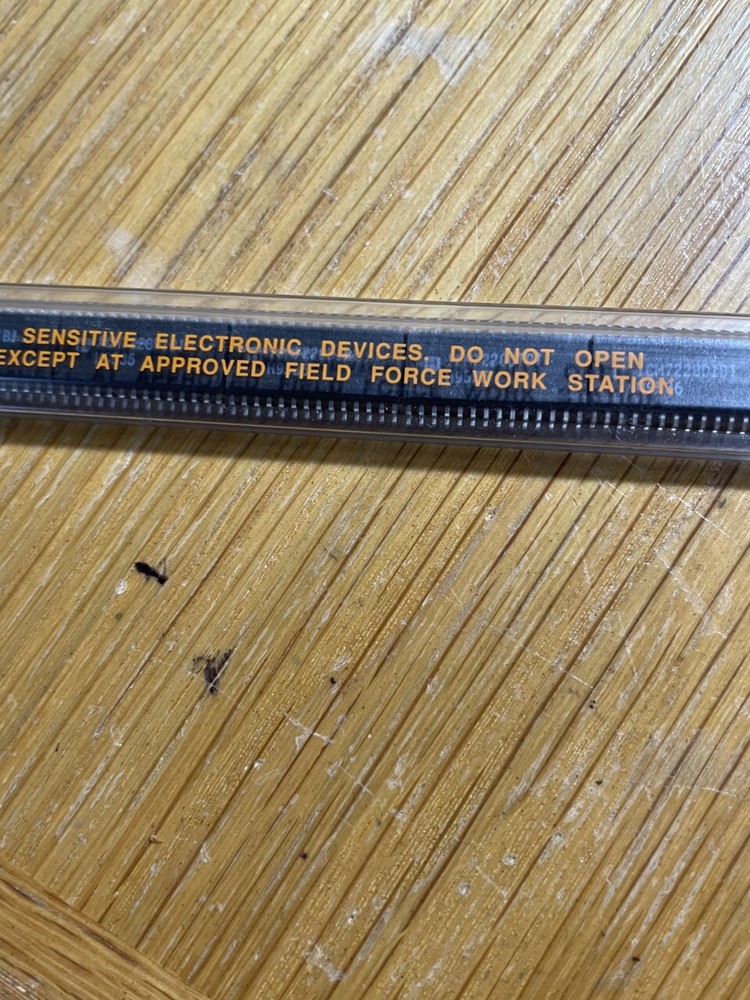 SENSITIVE ELECTRONIC DEVICES. DO NOT OPEN
EXCEPT AT APPROVED FIELD FORCE WORK STATION